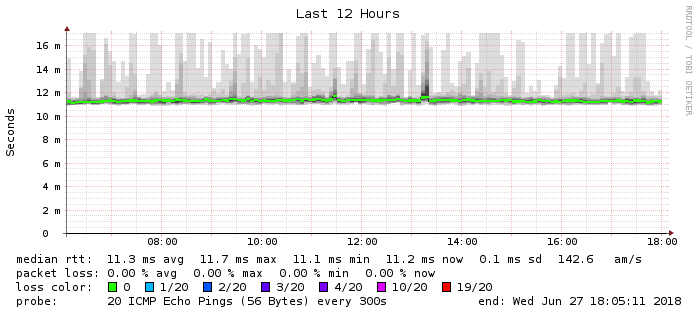 Last 12 Hours
RRDTOOL / TOBI OETIKER
Seconds
16 m
14 m
12 m
10 m
8 m
6 m
4 m
2 m
0
08:00 10:00 12:00 14:00 16:00 18:00
median rtt: 11.3 ms avg 11.7 ms max 11.1 ms min 11.2 ms now 0.1 ms sd 142.6 am/s
packet loss: 0.00 % avg 0.00 % max 0.00 % min 0.00 % now
loss color: 0 1/20 2/20 3/20 4/20 10/20 19/20
probe: 20 ICMP Echo Pings (56 Bytes) every 300s end: Wed Jun 27 18:05:11 2018